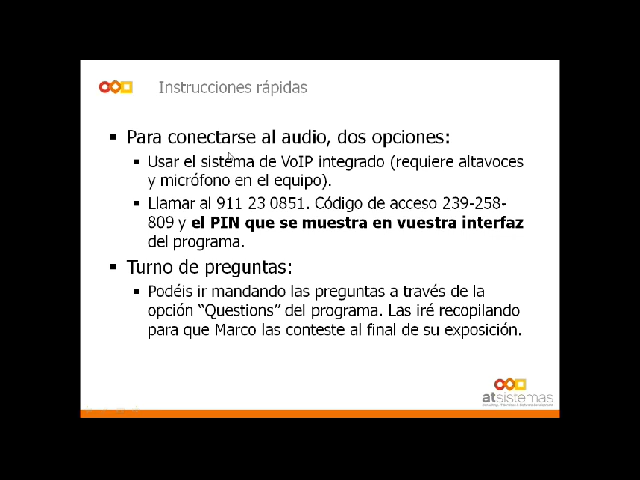 Instrucciones rápidas
▪ Para conectarse al audio, dos opciones:
▪ Usar el sistema de VoIP integrado (requiere altavoces
y micrófono en el equipo).
▪ Llamar al 911 23 0851. Código de acceso 239-258-
809 y el PIN que se muestra en vuestra interfaz
del programa.
▪ Turno de preguntas:
▪ Podéis ir mandando las preguntas a través de la
opción “Questions” del programa. Las iré recopilando
para que Marco las conteste al final de su exposición.
atsistemas